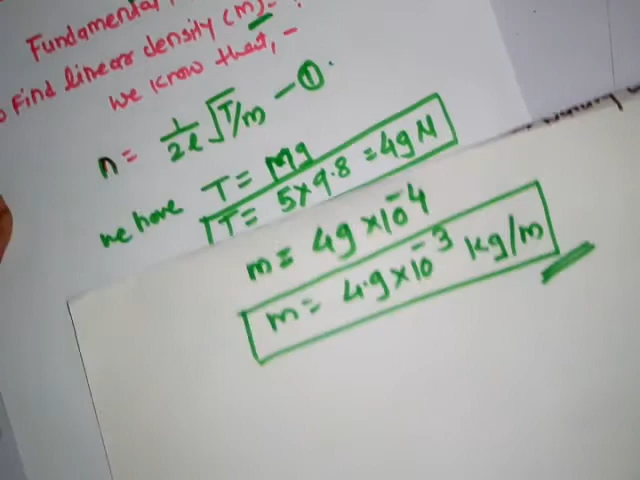 Fundamental
To find linear density (m):-
we know that,-
n = 1/2l √T/m - ①.
we have T = Mg
T = 5×9.8 = 49 N
m = 49×10^-4
m = 4.9×10^-3 kg/m